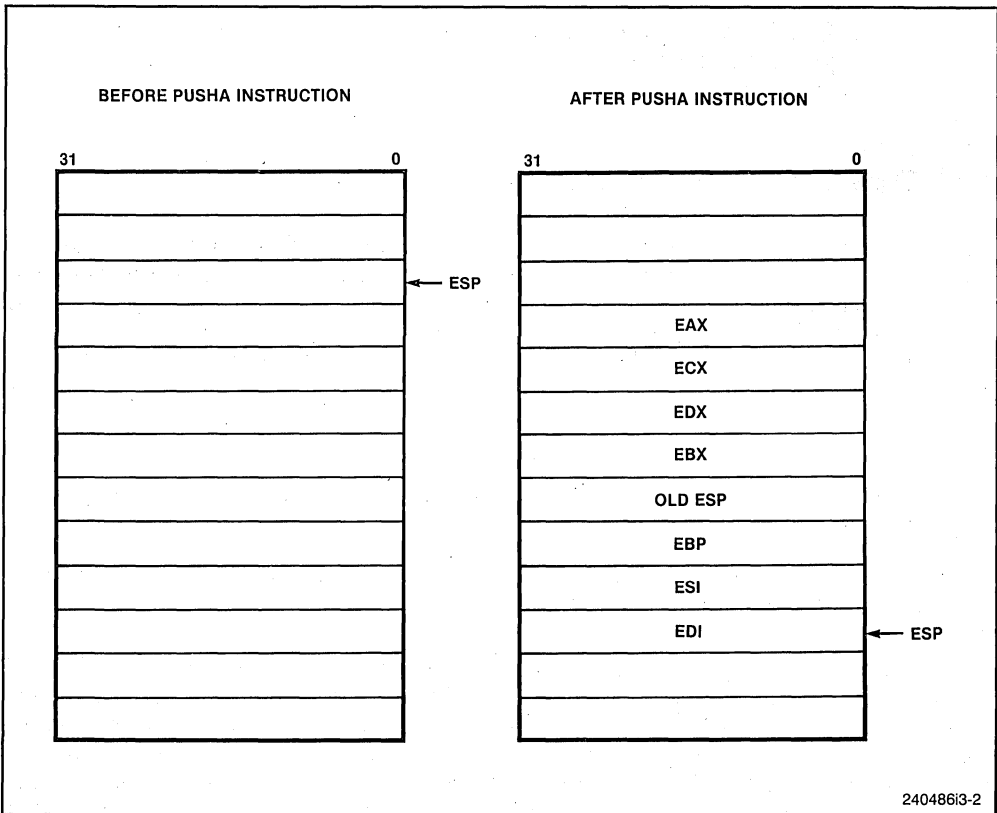 BEFORE PUSHA INSTRUCTION
AFTER PUSHA INSTRUCTION
31 0
31 0
ESP
EAX
ECX
EDX
EBX
OLD ESP
EBP
ESI
EDI
ESP
240486i3-2